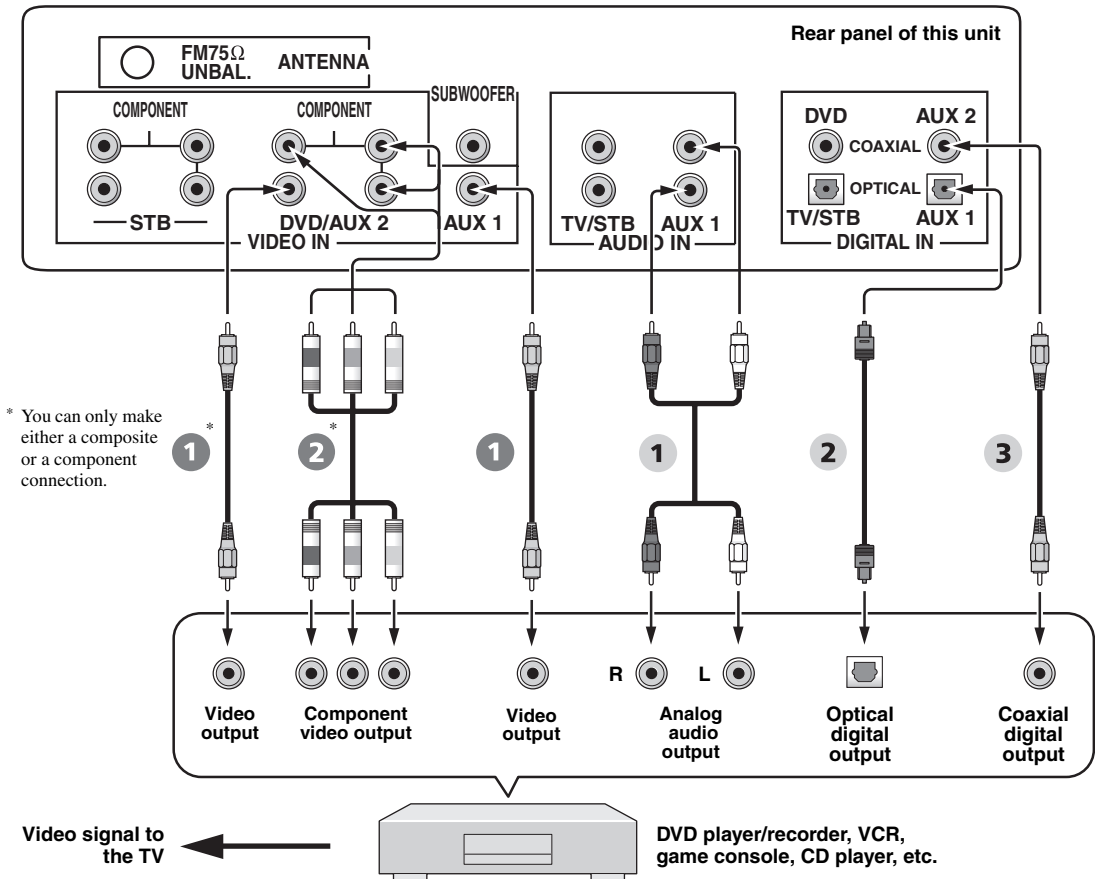 Rear panel of this unit
FM75Ω
UNBAL.
ANTENNA
COMPONENT
COMPONENT
SUBWOOFER
STB
DVD/AUX 2
AUX 1
VIDEO IN
TV/STB
AUX 1
AUDIO IN
DVD
AUX 2
COAXIAL
OPTICAL
TV/STB
AUX 1
DIGITAL IN
* You can only make
either a composite
or a component
connection.
1*
2*
1
1
2
3
R
L
Video
output
Component
video output
Video
output
Analog
audio
output
Optical
digital
output
Coaxial
digital
output
Video signal to
the TV
DVD player/recorder, VCR,
game console, CD player, etc.